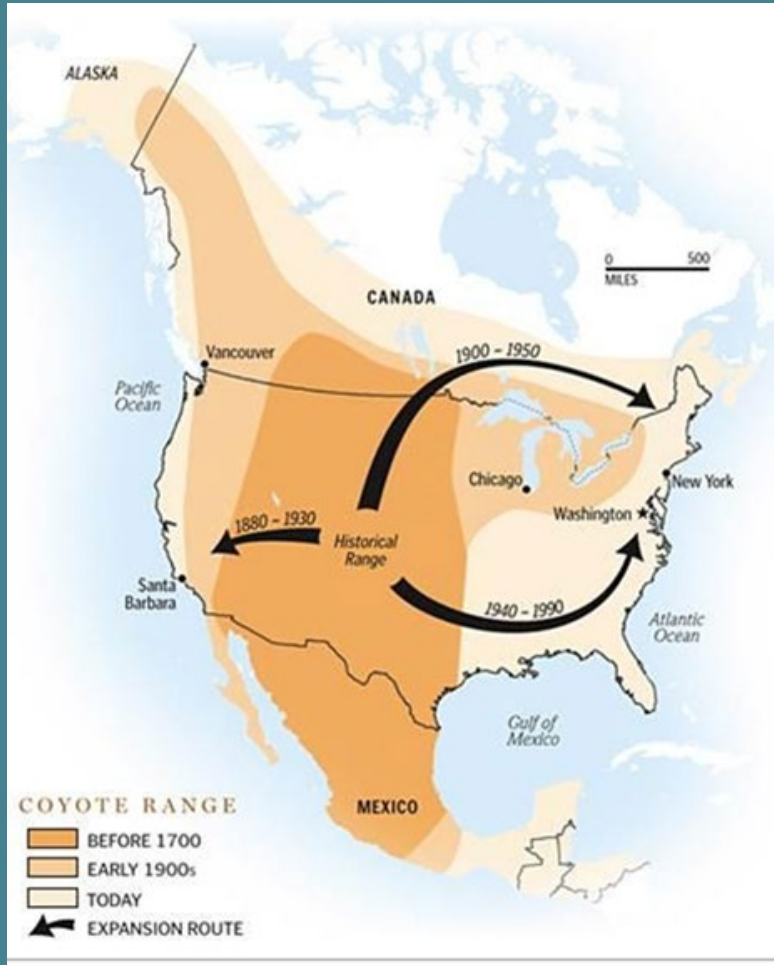 ALASKA
0 500
MILES
CANADA
Vancouver
1900 – 1950
Pacific
Ocean
Chicago
New York
Washington
1880 – 1930
Historical
Range
Santa
Barbara
1940 – 1990
Atlantic
Ocean
Gulf of
Mexico
MEXICO
COYOTE RANGE
BEFORE 1700
EARLY 1900s
TODAY
EXPANSION ROUTE